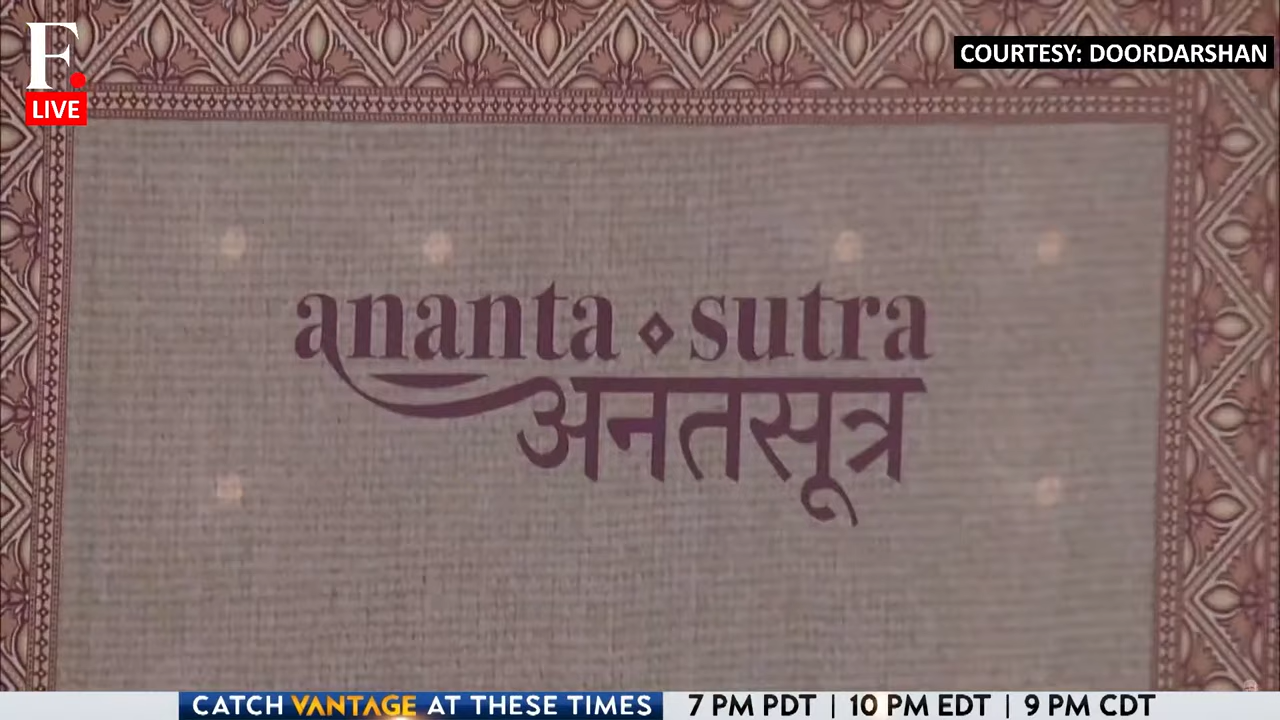 F.
LIVE
COURTESY: DOORDARSHAN
ananta sutra
अनतसूत्र
CATCH VANTAGE AT THESE TIMES 7 PM PDT | 10 PM EDT | 9 PM CDT